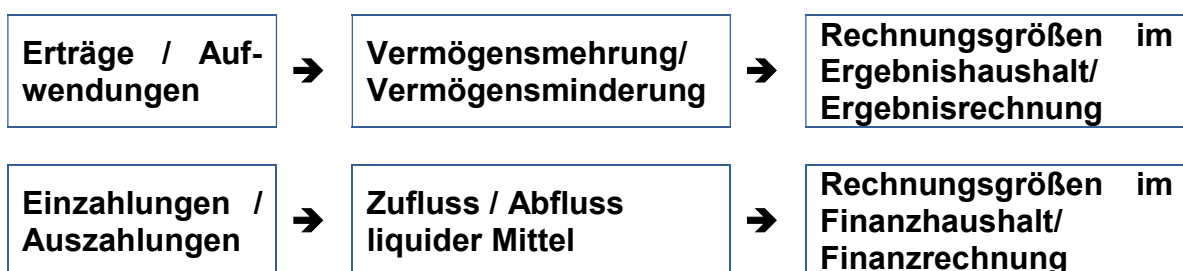 Erträge / Auf-
wendungen
➔
Vermögensmehrung/
Vermögensminderung
➔
Rechnungsgrößen im
Ergebnishaushalt/
Ergebnisrechnung
Einzahlungen /
Auszahlungen
➔
Zufluss / Abfluss
liquider Mittel
➔
Rechnungsgrößen im
Finanzhaushalt/
Finanzrechnung